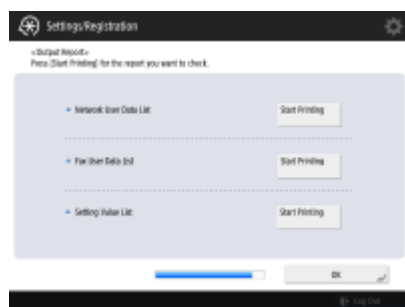 Settings/Registration
<Output Report>
Press [Start Printing] for the report you want to check.
Network User Data List
Start Printing
Fax User Data List
Start Printing
Setting Value List
Start Printing
OK
Log Out